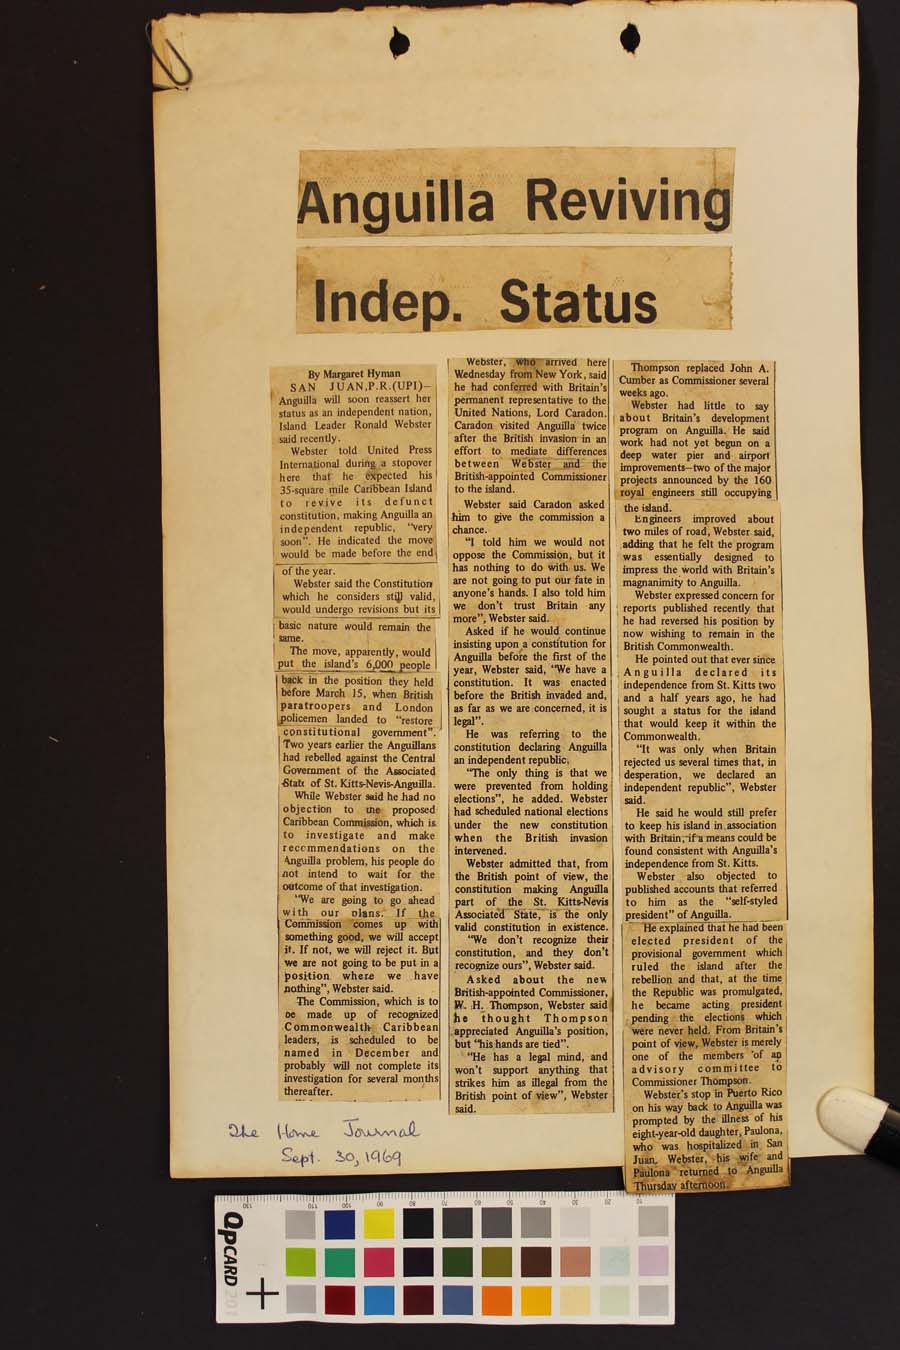 Anguilla Reviving
Indep. Status
By Margaret Hyman
SAN JUAN,P.R.(UPI)—
Anguilla will soon reassert her
status as an independent nation,
Island Leader Ronald Webster
said recently.
Webster told United Press
International during a stopover
here that he expected his
35-square mile Caribbean Island
to revive its defunct
constitution, making Anguilla an
independent republic, "very
soon". He indicated the move
would be made before the end
of the year.
Webster said the Constitution
which he considers still valid,
would undergo revisions but its
basic nature would remain the
same.
The move, apparently, would
put the island's 6,000 people
back in the position they held
before March 15, when British
paratroopers and London
policemen landed to "restore
constitutional government".
Two years earlier the Anguillans
had rebelled against the Central
Government of the Associated
State of St. Kitts-Nevis-Anguilla.
While Webster said he had no
objection to the proposed
Caribbean Commission, which is
to investigate and make
recommendations on the
Anguilla problem, his people do
not intend to wait for the
outcome of that investigation.
"We are going to go ahead
with our plans. If the
Commission comes up with
something good, we will accept
it. If not, we will reject it. But
we are not going to be put in a
position where we have
nothing", Webster said.
The Commission, which is to
be made up of recognized
Commonwealth Caribbean
leaders, is scheduled to be
named in December and
probably will not complete its
investigation for several months
thereafter.
Webster, who arrived here
Wednesday from New York, said
he had conferred with Britain's
permanent representative to the
United Nations, Lord Caradon.
Caradon visited Anguilla twice
after the British invasion in an
effort to mediate differences
between Webster and the
British-appointed Commissioner
to the island.
Webster said Caradon asked
him to give the commission a
chance.
"I told him we would not
oppose the Commission, but it
has nothing to do with us. We
are not going to put our fate in
anyone's hands. I also told him
we don't trust Britain any
more", Webster said.
Asked if he would continue
insisting upon a constitution for
Anguilla before the first of the
year, Webster said, "We have a
constitution. It was enacted
before the British invaded and,
as far as we are concerned, it is
legal".
He was referring to the
constitution declaring Anguilla
an independent republic.
"The only thing is that we
were prevented from holding
elections", he added. Webster
had scheduled national elections
under the new constitution
when the British invasion
intervened.
Webster admitted that, from
the British point of view, the
constitution making Anguilla
part of the St. Kitts-Nevis
Associated State, is the only
valid constitution in existence.
"We don't recognize their
constitution, and they don't
recognize ours", Webster said.
Asked about the new
British-appointed Commissioner,
W. H. Thompson, Webster said
he thought Thompson
appreciated Anguilla's position,
but "his hands are tied".
"He has a legal mind, and
won't support anything that
strikes him as illegal from the
British point of view", Webster
said.
Thompson replaced John A.
Cumber as Commissioner several
weeks ago.
Webster had little to say
about Britain's development
program on Anguilla. He said
work had not yet begun on a
deep water pier and airport
improvements—two of the major
projects announced by the 160
royal engineers still occupying
the island.
Engineers improved about
two miles of road, Webster said,
adding that he felt the program
was essentially designed to
impress the world with Britain's
magnanimity to Anguilla.
Webster expressed concern for
reports published recently that
he had reversed his position by
now wishing to remain in the
British Commonwealth.
He pointed out that ever since
Anguilla declared its
independence from St. Kitts two
and a half years ago, he had
sought a status for the island
that would keep it within the
Commonwealth.
"It was only when Britain
rejected us several times that, in
desperation, we declared an
independent republic", Webster
said.
He said he would still prefer
to keep his island in association
with Britain, if a means could be
found consistent with Anguilla's
independence from St. Kitts.
Webster also objected to
published accounts that referred
to him as the "self-styled
president" of Anguilla.
He explained that he had been
elected president of the
provisional government which
ruled the island after the
rebellion and that, at the time
the Republic was promulgated,
he became acting president
pending the elections which
were never held. From Britain's
point of view, Webster is merely
one of the members of an
advisory committee to
Commissioner Thompson.
Webster's stop in Puerto Rico
on his way back to Anguilla was
prompted by the illness of his
eight-year-old daughter, Paulona,
who was hospitalized in San
Juan. Webster, his wife and
Paulona returned to Anguilla
Thursday afternoon.
The Home Journal
Sept. 30, 1969
QPCARD 201